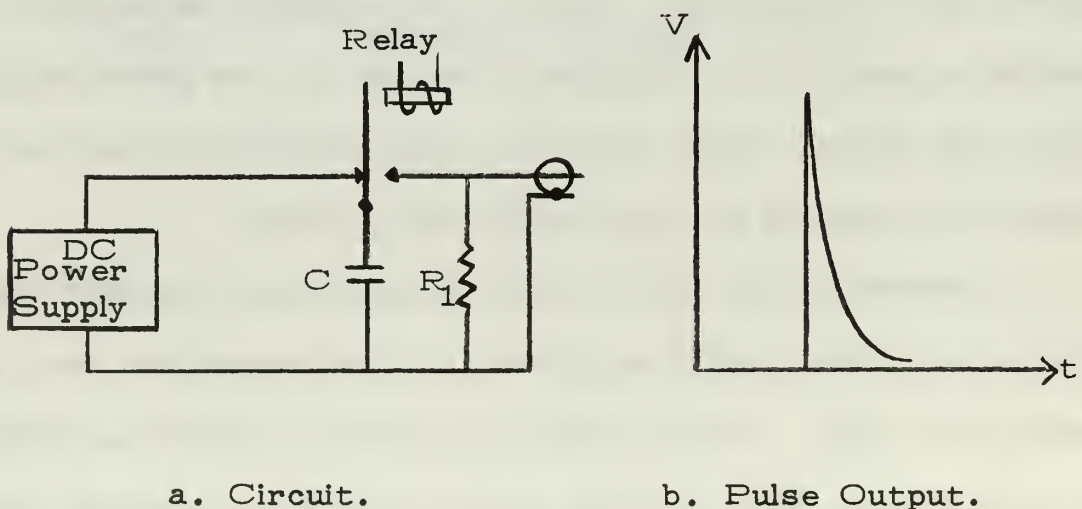 Relay
V
DC
Power
Supply
C
R1
t
a. Circuit.
b. Pulse Output.